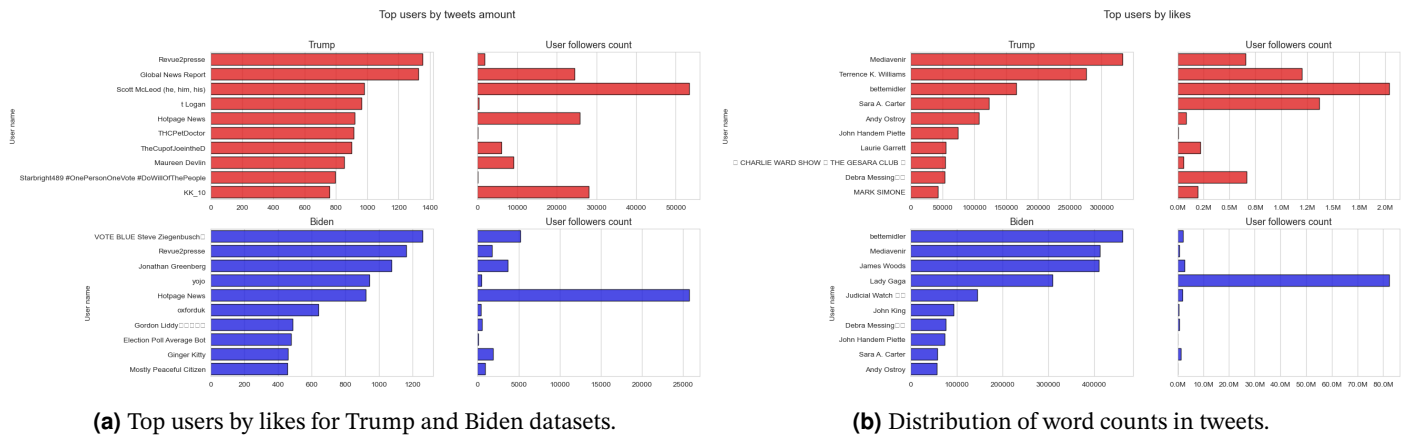 Top users by tweets amount
Trump
User followers count
User name
Revue2presse
Global News Report
Scott McLeod (he, him, his)
t Logan
Hotpage News
THCPetDoctor
TheCupofJoeintheD
Maureen Devlin
Starbright489 #OnePersonOneVote #DoWillOfThePeople
KK_10
0 200 400 600 800 1000 1200 1400
0 10000 20000 30000 40000 50000
Biden
User followers count
User name
VOTE BLUE Steve Ziegenbusch□
Revue2presse
Jonathan Greenberg
yojo
Hotpage News
oxforduk
Gordon Liddy□□□□□
Election Poll Average Bot
Ginger Kitty
Mostly Peaceful Citizen
0 200 400 600 800 1000 1200
0 5000 10000 15000 20000 25000
(a) Top users by likes for Trump and Biden datasets.
Top users by likes
Trump
User followers count
User name
Mediavenir
Terrence K. Williams
bettemidler
Sara A. Carter
Andy Ostroy
John Handem Piette
Laurie Garrett
□ CHARLIE WARD SHOW □ THE GESARA CLUB □
Debra Messing□□
MARK SIMONE
0 50000 100000 150000 200000 250000 300000
0.0M 0.2M 0.5M 0.8M 1.0M 1.2M 1.5M 1.8M 2.0M
Biden
User followers count
User name
bettemidler
Mediavenir
James Woods
Lady Gaga
Judicial Watch □□
John King
Debra Messing□□
John Handem Piette
Sara A. Carter
Andy Ostroy
0 100000 200000 300000 400000
0.0M 10.0M 20.0M 30.0M 40.0M 50.0M 60.0M 70.0M 80.0M
(b) Distribution of word counts in tweets.